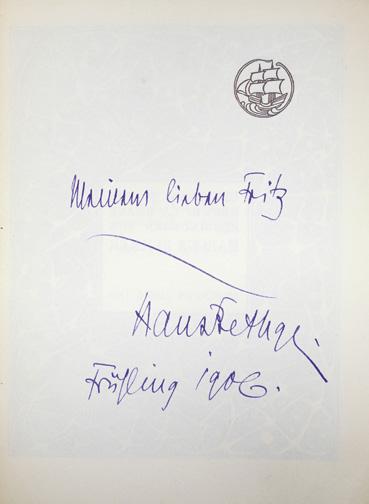 Meinem lieben Fritz
Hans Bethge.
Frühling 1906.